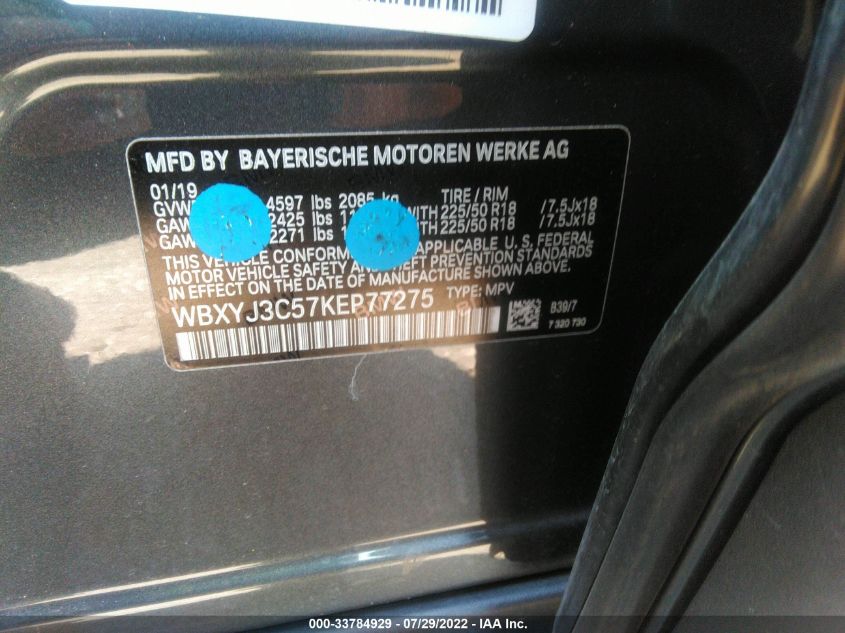 MFD BY BAYERISCHE MOTOREN WERKE AG
01/19 4597 lbs 2085 kg TIRE / RIM
2425 lbs WITH 225/50 R18 /7.5Jx18
2271 lbs WITH 225/50 R18 /7.5Jx18
THIS VEHICLE APPLICABLE U. S. FEDERAL
MOTOR VEHICLE SAFETY AND PREVENTION STANDARDS
IN EFFECT ON THE DATE OF MANUFACTURE SHOWN ABOVE.
WBXYJ3C57KEP77275 TYPE: MPV
B39/7
7 320 730
000-33784929 / 07/29/2022 - IAA Inc.